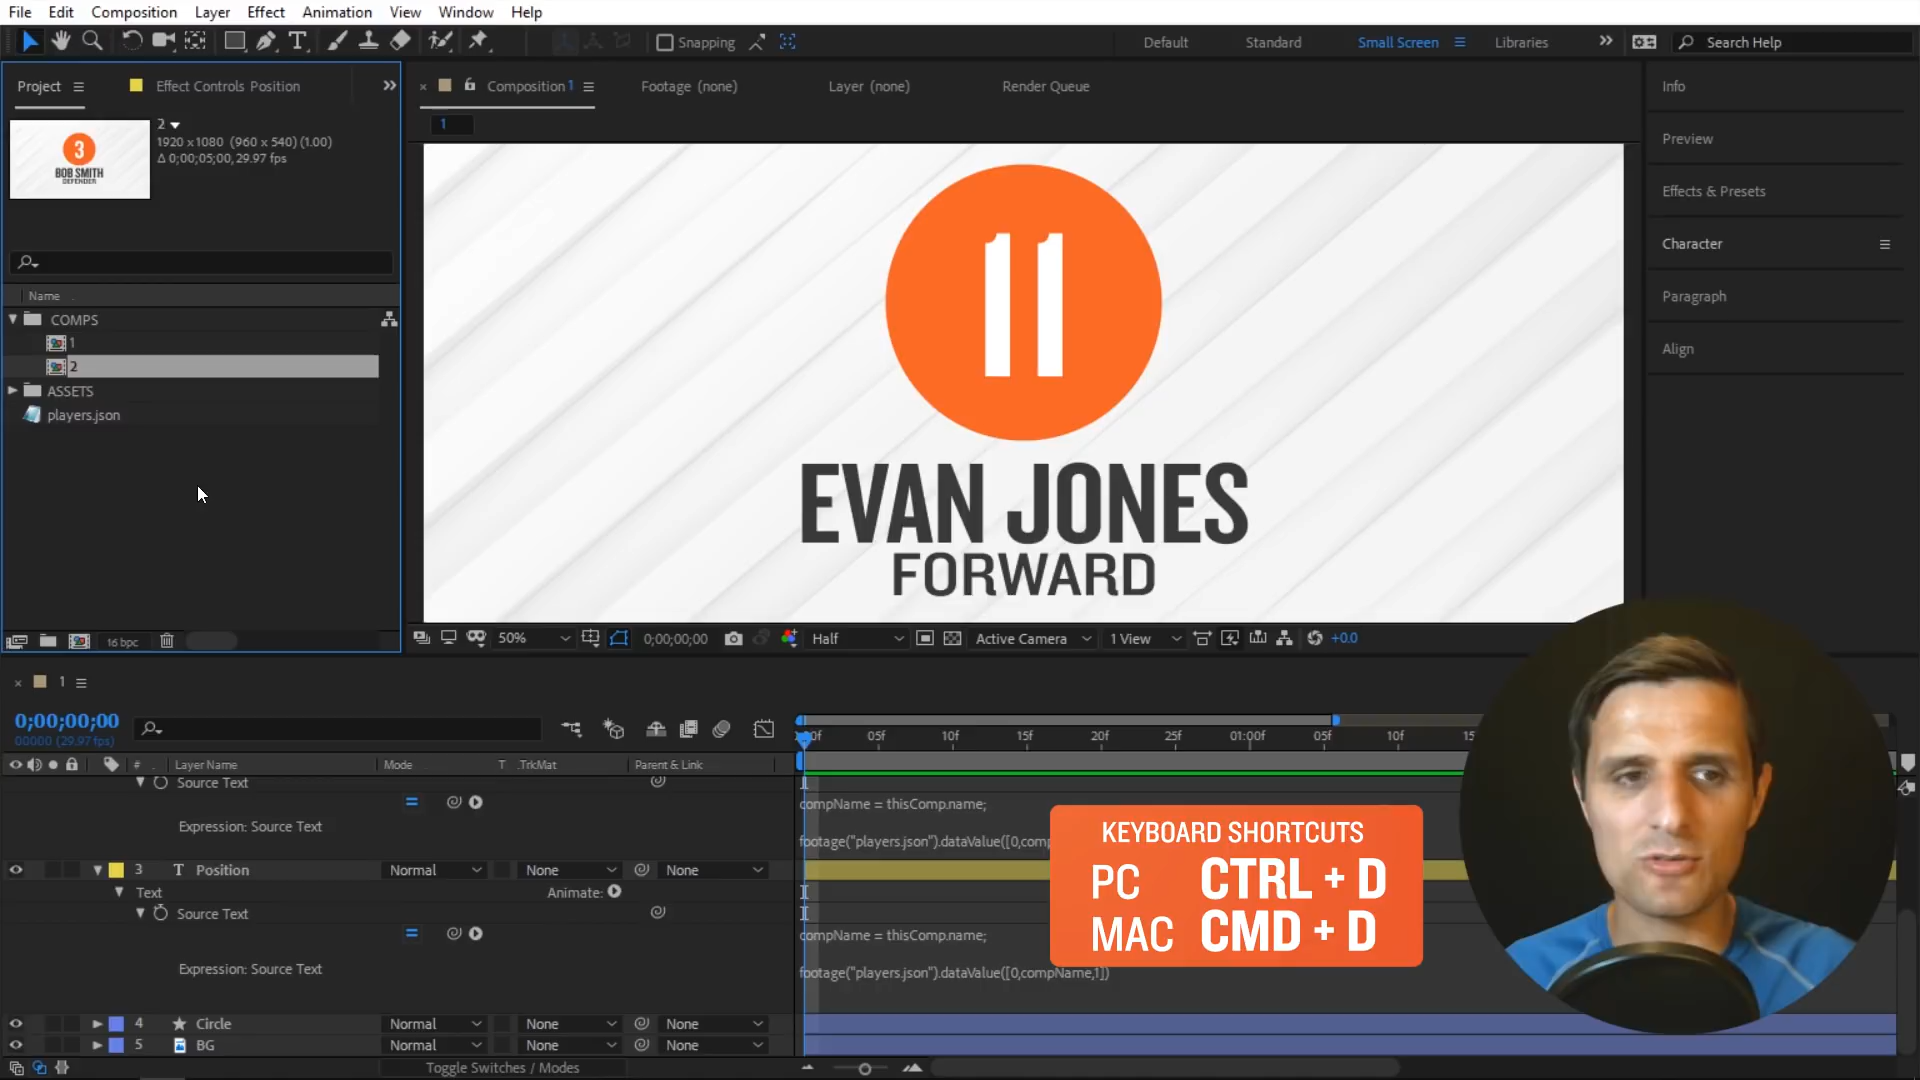 File Edit Composition Layer Effect Animation View Window Help
Snapping Default Standard Small Screen Libraries Search Help
Project Effect Controls Position
Composition 1 Footage (none) Layer (none) Render Queue
1
2
1920 x 1080 (960 x 540) (1.00)
Δ 0;00;05;00, 29.97 fps
3
BOB SMITH
DEFENDER
Name
COMPS
1
2
ASSETS
players.json
16 bpc
11
EVAN JONES
FORWARD
50% 0;00;00;00 Half Active Camera 1 View +0.0
Info
Preview
Effects & Presets
Character
Paragraph
Align
1
0;00;00;00
00000 (29.97 fps)
05f 10f 15f 20f 01:00f 05f 10f
# Layer Name Mode T .TrkMat Parent & Link
Source Text
compName = thisComp.name;
Expression: Source Text
footage("players.json").dataValue([0,comp
3 T Position Normal None None
Text Animate:
Source Text
compName = thisComp.name;
Expression: Source Text
footage("players.json").dataValue([0,compName,1])
4 Circle Normal None None
5 BG Normal None None
Toggle Switches / Modes
KEYBOARD SHORTCUTS
PC CTRL + D
MAC CMD + D